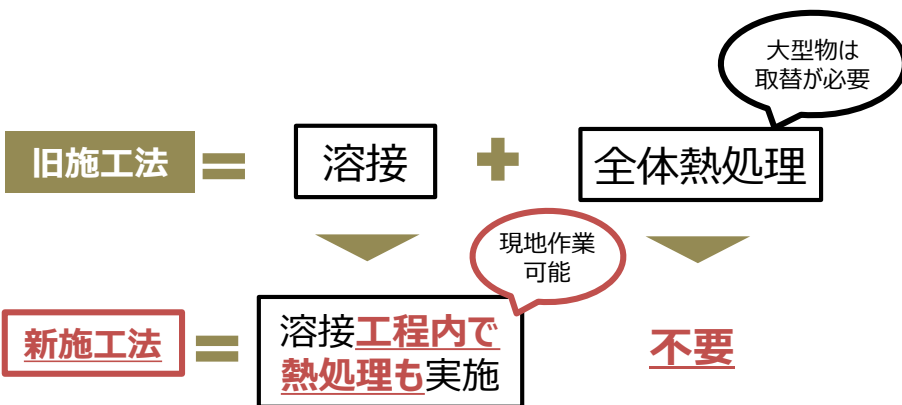 大型物は
取替が必要
旧施工法
=
溶接
+
全体熱処理
現地作業
可能
新施工法
=
溶接工程内で
熱処理も実施
不要